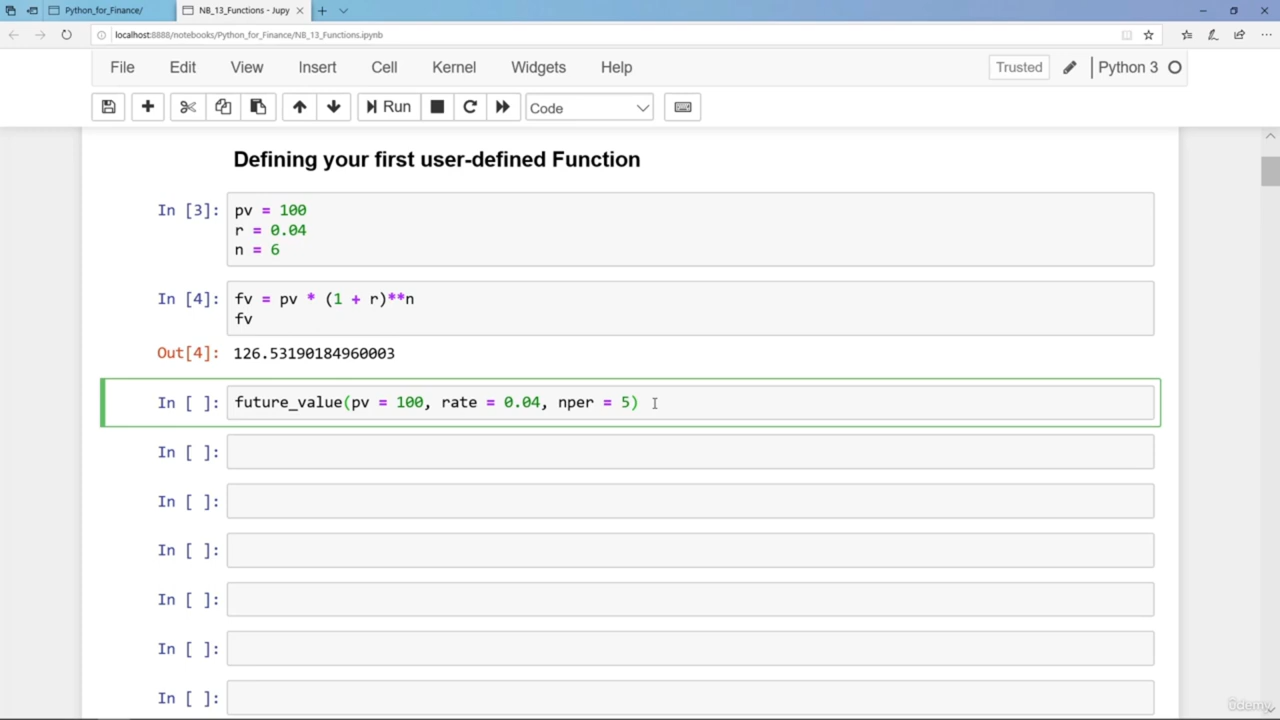 Python_for_Finance/
NB_13_Functions - Jupy
localhost:8888/notebooks/Python_for_Finance/NB_13_Functions.ipynb
File Edit View Insert Cell Kernel Widgets Help
Trusted
Python 3
Run
Code
Defining your first user-defined Function
In [3]:
pv = 100
r = 0.04
n = 6
In [4]:
fv = pv * (1 + r)**n
fv
Out[4]: 126.53190184960003
In [ ]: future_value(pv = 100, rate = 0.04, nper = 5)
In [ ]:
In [ ]:
In [ ]:
In [ ]:
In [ ]:
In [ ]:
ûdemy